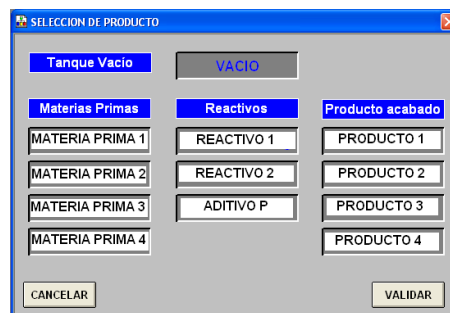 SELECCION DE PRODUCTO
Tanque Vacío VACIO
Materias Primas Reactivos Producto acabado
MATERIA PRIMA 1 REACTIVO 1 PRODUCTO 1
MATERIA PRIMA 2 REACTIVO 2 PRODUCTO 2
MATERIA PRIMA 3 ADITIVO P PRODUCTO 3
MATERIA PRIMA 4 PRODUCTO 4
CANCELAR VALIDAR